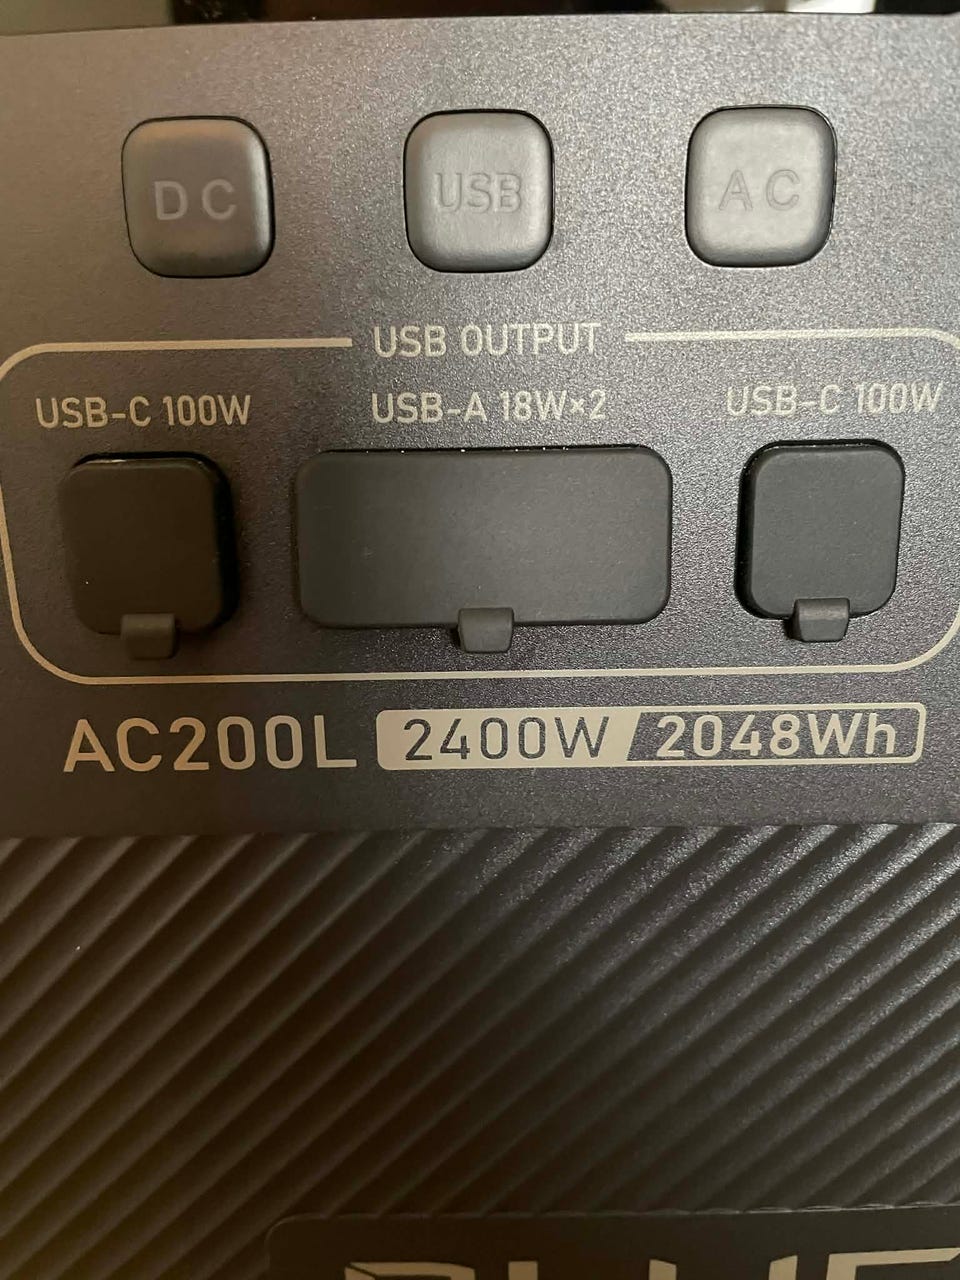 DC USB AC
USB OUTPUT
USB-C 100W USB-A 18W×2 USB-C 100W
AC200L 2400W 2048Wh